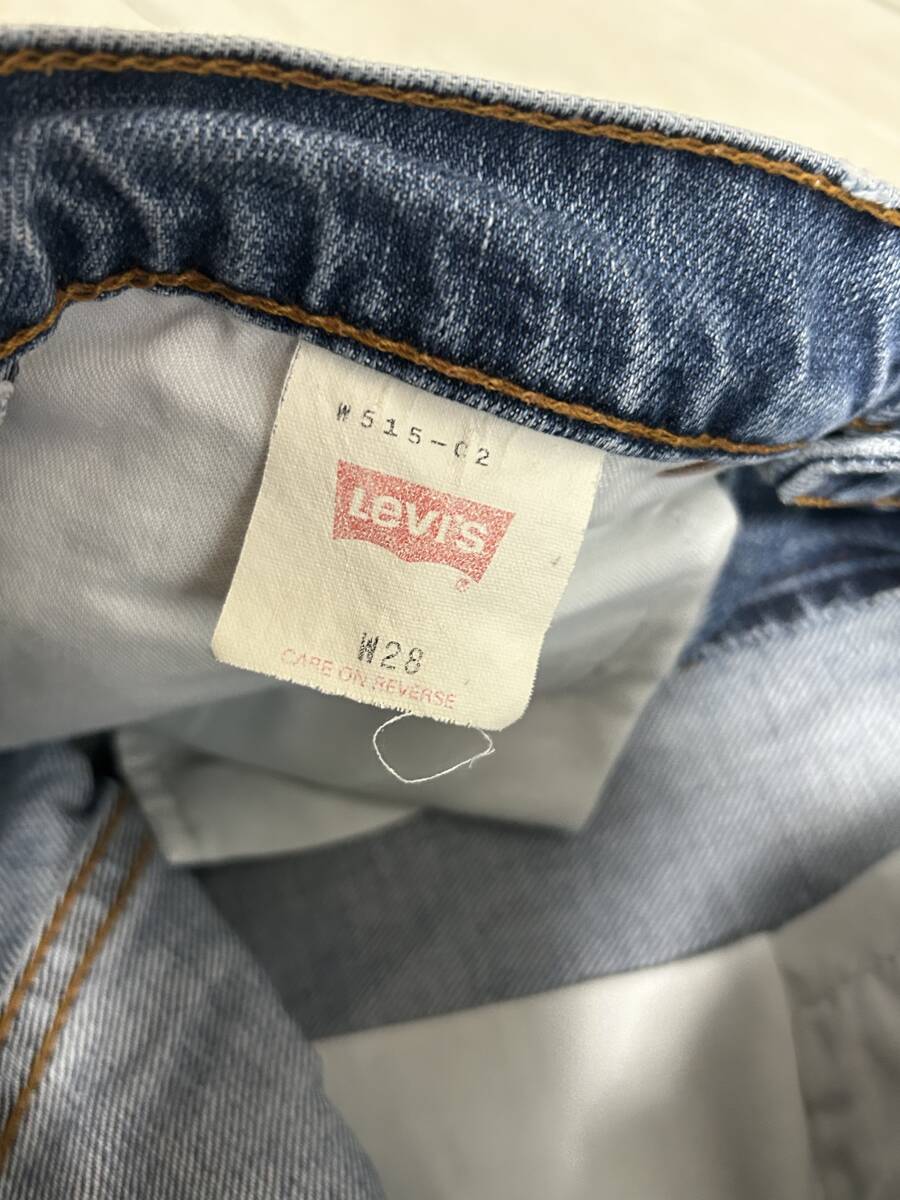 W515-02
Levi's
®
W28
CARE ON REVERSE